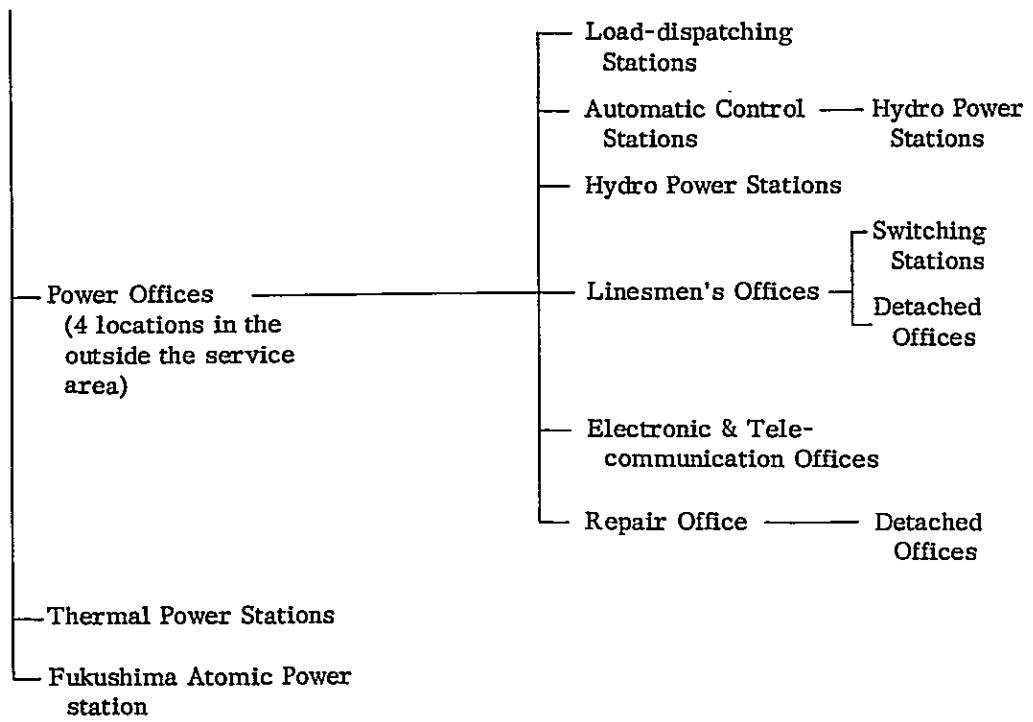 Load-dispatching
Stations
Automatic Control
Stations
Hydro Power
Stations
Hydro Power Stations
Switching
Stations
Power Offices
(4 locations in the
outside the service
area)
Linesmen's Offices
Detached
Offices
Electronic & Tele-
communication Offices
Repair Office
Detached
Offices
Thermal Power Stations
Fukushima Atomic Power
station